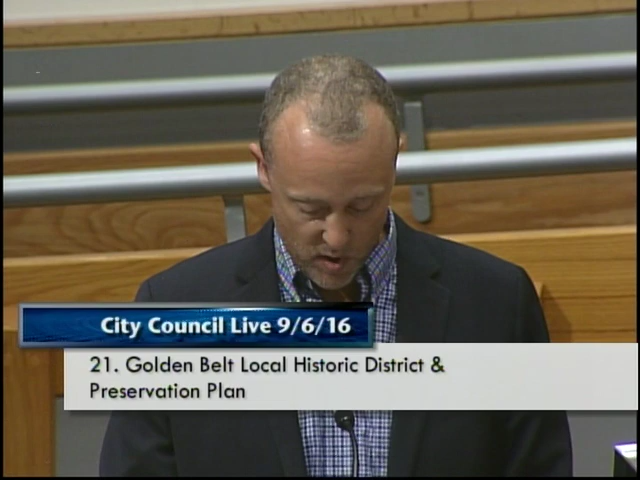 City Council Live 9/6/16
21. Golden Belt Local Historic District &
Preservation Plan